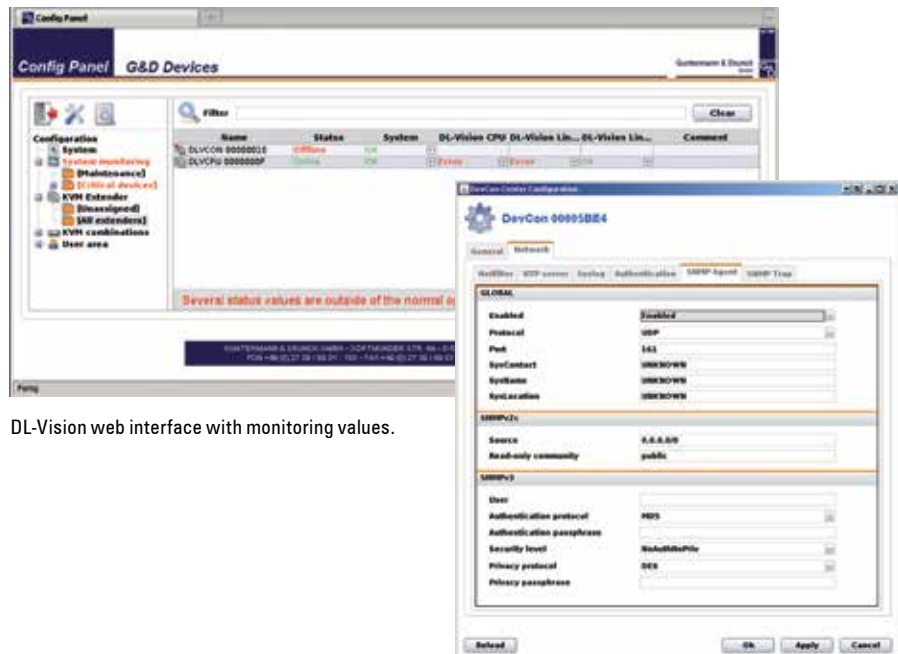 Config Panel
Config Panel G&D Devices
Guntermann & Drunck
Filter
Clear
Configuration
System
System monitoring
[Maintenance]
[Critical devices]
KVM Extender
[Unassigned]
[All extenders]
KVM combinations
User area
Name Status System DL-Vision CPU DL-Vision Lin... DL-Vision Lin... Comment
DLVCON 00000010 Offline OK
DLVCPU 0000000F Online OK Error Error OK
Several status values are outside of the normal
Fertig
DL-Vision web interface with monitoring values.
DevCon Center Configuration
DevCon 00005BE4
General Network
Netfilter NTP server Syslog Authentication SNMP Agent SNMP Trap
GLOBAL
Enabled Enabled
Protocol UDP
Port 161
SysContact UNKNOWN
SysName UNKNOWN
SysLocation UNKNOWN
SNMPv2c
Source 0.0.0.0/0
Read-only community public
SNMPv3
User
Authentication protocol MD5
Authentication passphrase
Security level NoAuthNoPriv
Privacy protocol DES
Privacy passphrase
Reload
Ok Apply Cancel